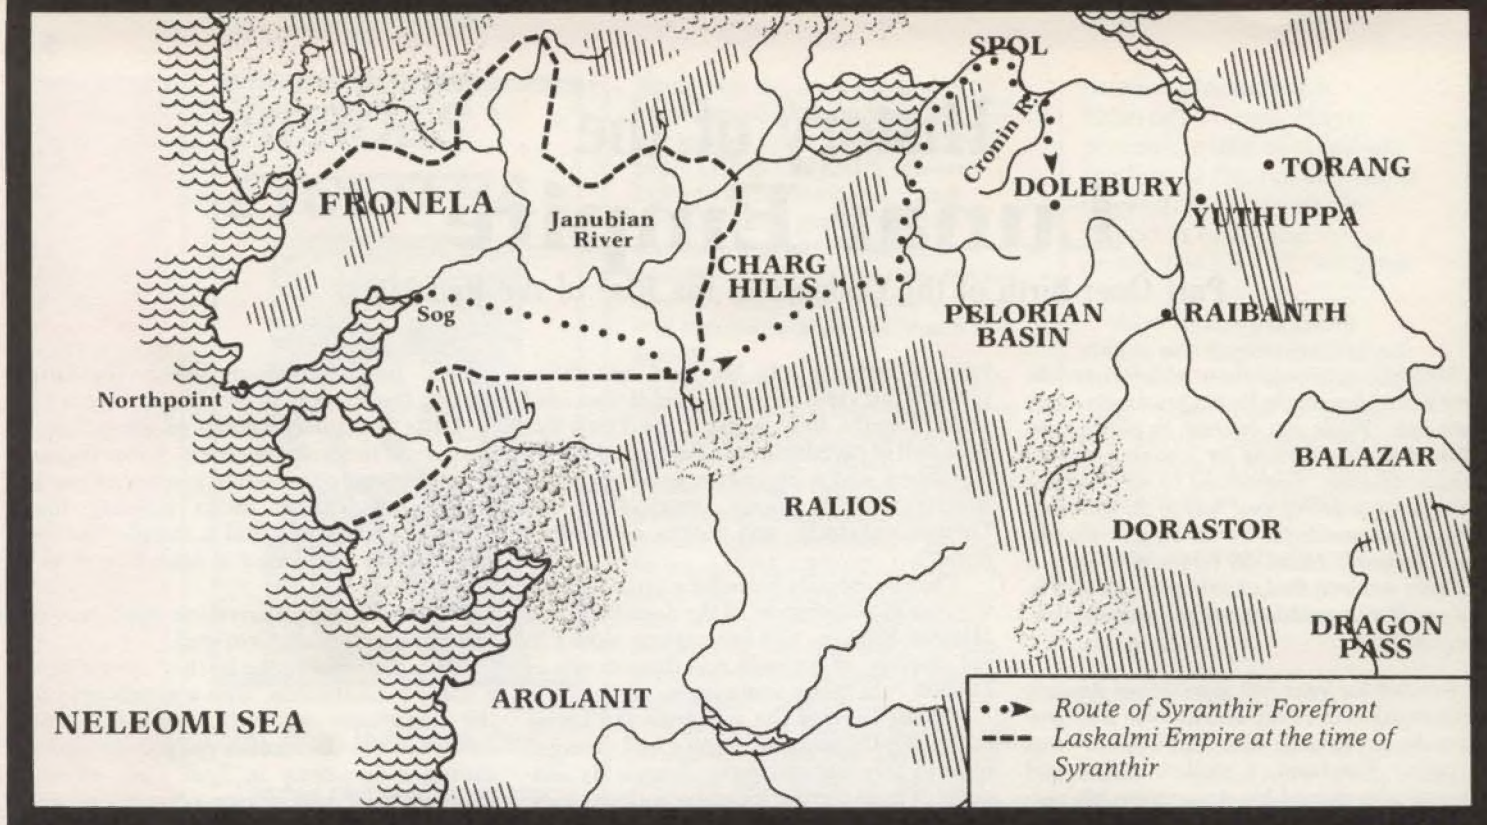 SPOL
Cronin R.
TORANG
DOLEBURY
YUTHUPPA
FRONELA
Janubian
River
CHARG
HILLS
Sog
PELORIAN
BASIN
RAIBANTH
Northpoint
BALAZAR
RALIOS
DORASTOR
DRAGON
PASS
AROLANIT
NELEOMI SEA
Route of Syranthir Forefront
Laskalmi Empire at the time of
Syranthir